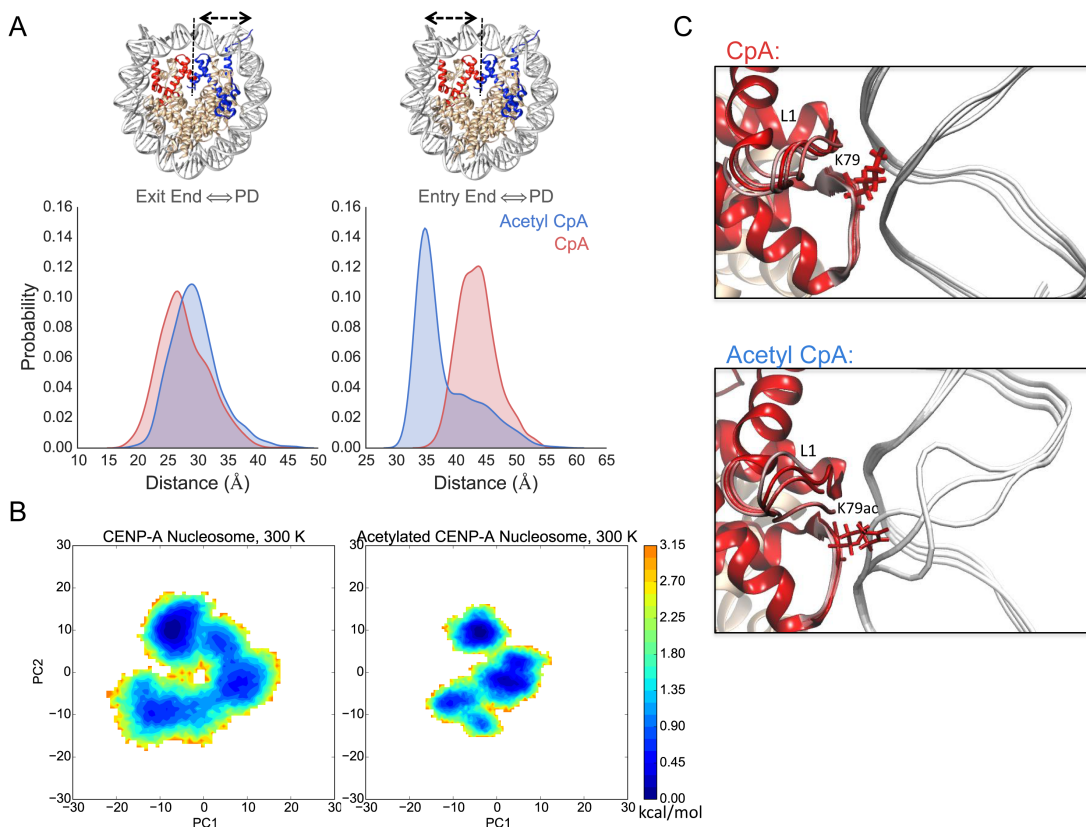 A
Exit End ⟺ PD
Entry End ⟺ PD
Acetyl CpA
CpA
Probability
0.16
0.14
0.12
0.10
0.08
0.06
0.04
0.02
0.00
10 20 30 40 50
Distance (Å)
0.16
0.14
0.12
0.10
0.08
0.06
0.04
0.02
0.00
25 30 35 40 45 50 55 60 65
Distance (Å)
B
CENP-A Nucleosome, 300 K
PC2
30
20
10
0
−10
−20
−30
−30 −20 −10 0 10 20 30
PC1
Acetylated CENP-A Nucleosome, 300 K
30
20
10
0
−10
−20
−30
−30 −20 −10 0 10 20 30
PC1
3.15
2.70
2.25
1.80
1.35
0.90
0.45
0.00
kcal/mol
C
CpA:
L1
K79
Acetyl CpA:
L1
K79ac